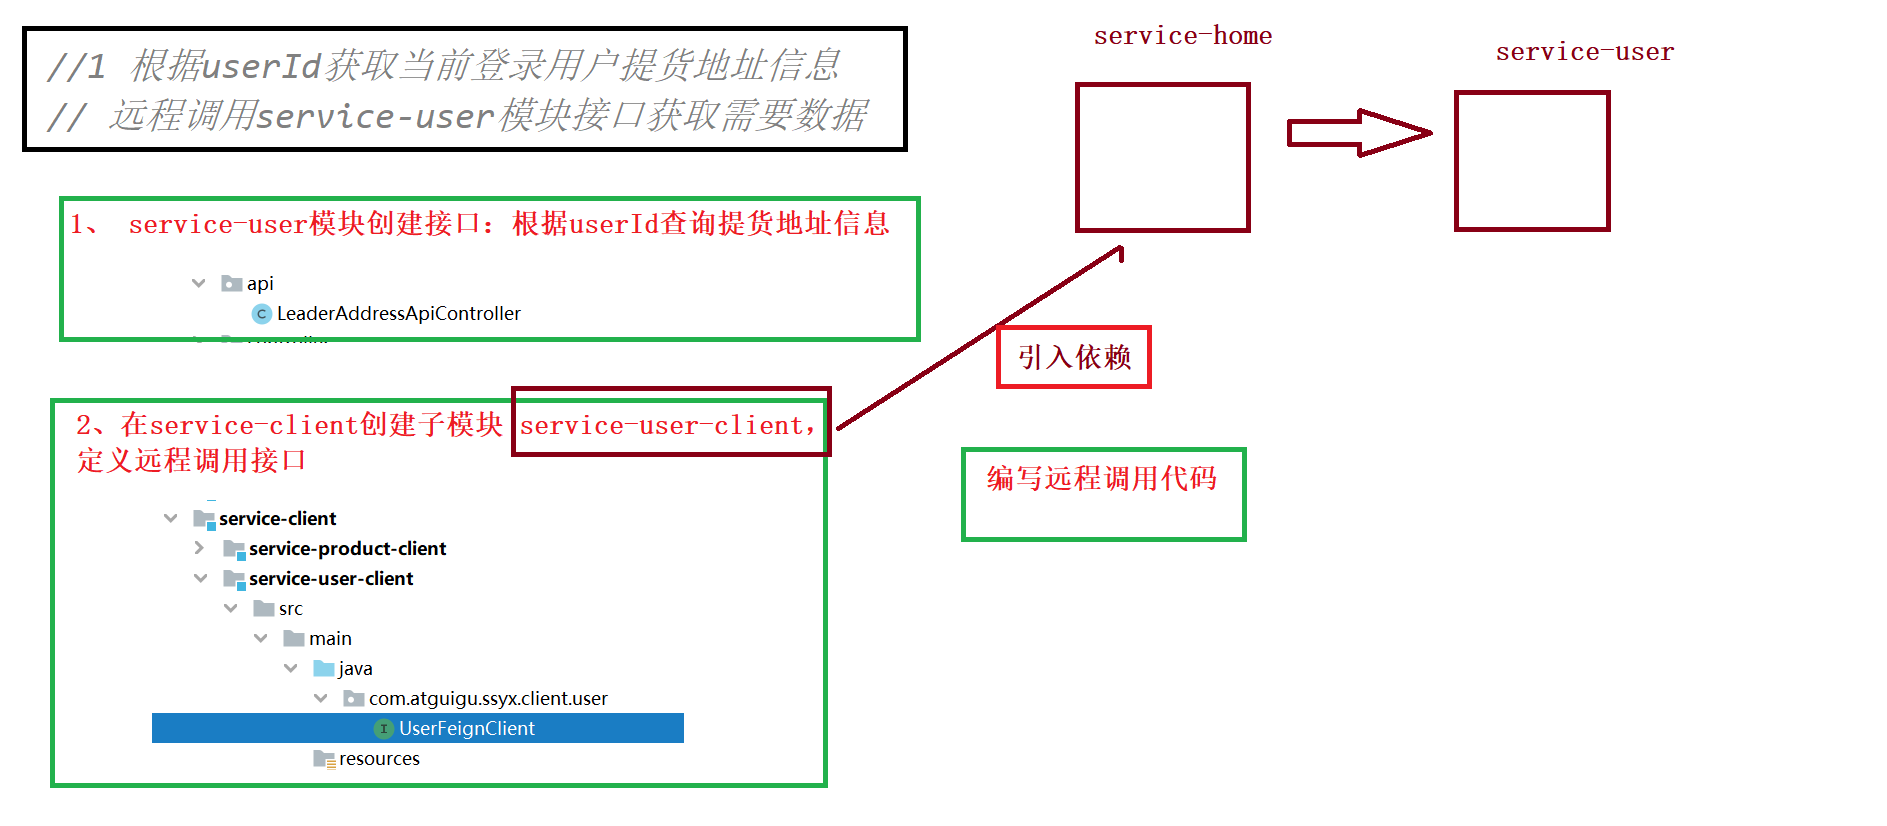 //1 根据userId获取当前登录用户提货地址信息
// 远程调用service-user模块接口获取需要数据
service-home
service-user
1、 service-user模块创建接口：根据userId查询提货地址信息
api
LeaderAddressApiController
引入依赖
2、在service-client创建子模块 service-user-client，
定义远程调用接口
编写远程调用代码
service-client
service-product-client
service-user-client
src
main
java
com.atguigu.ssyx.client.user
I UserFeignClient
resources